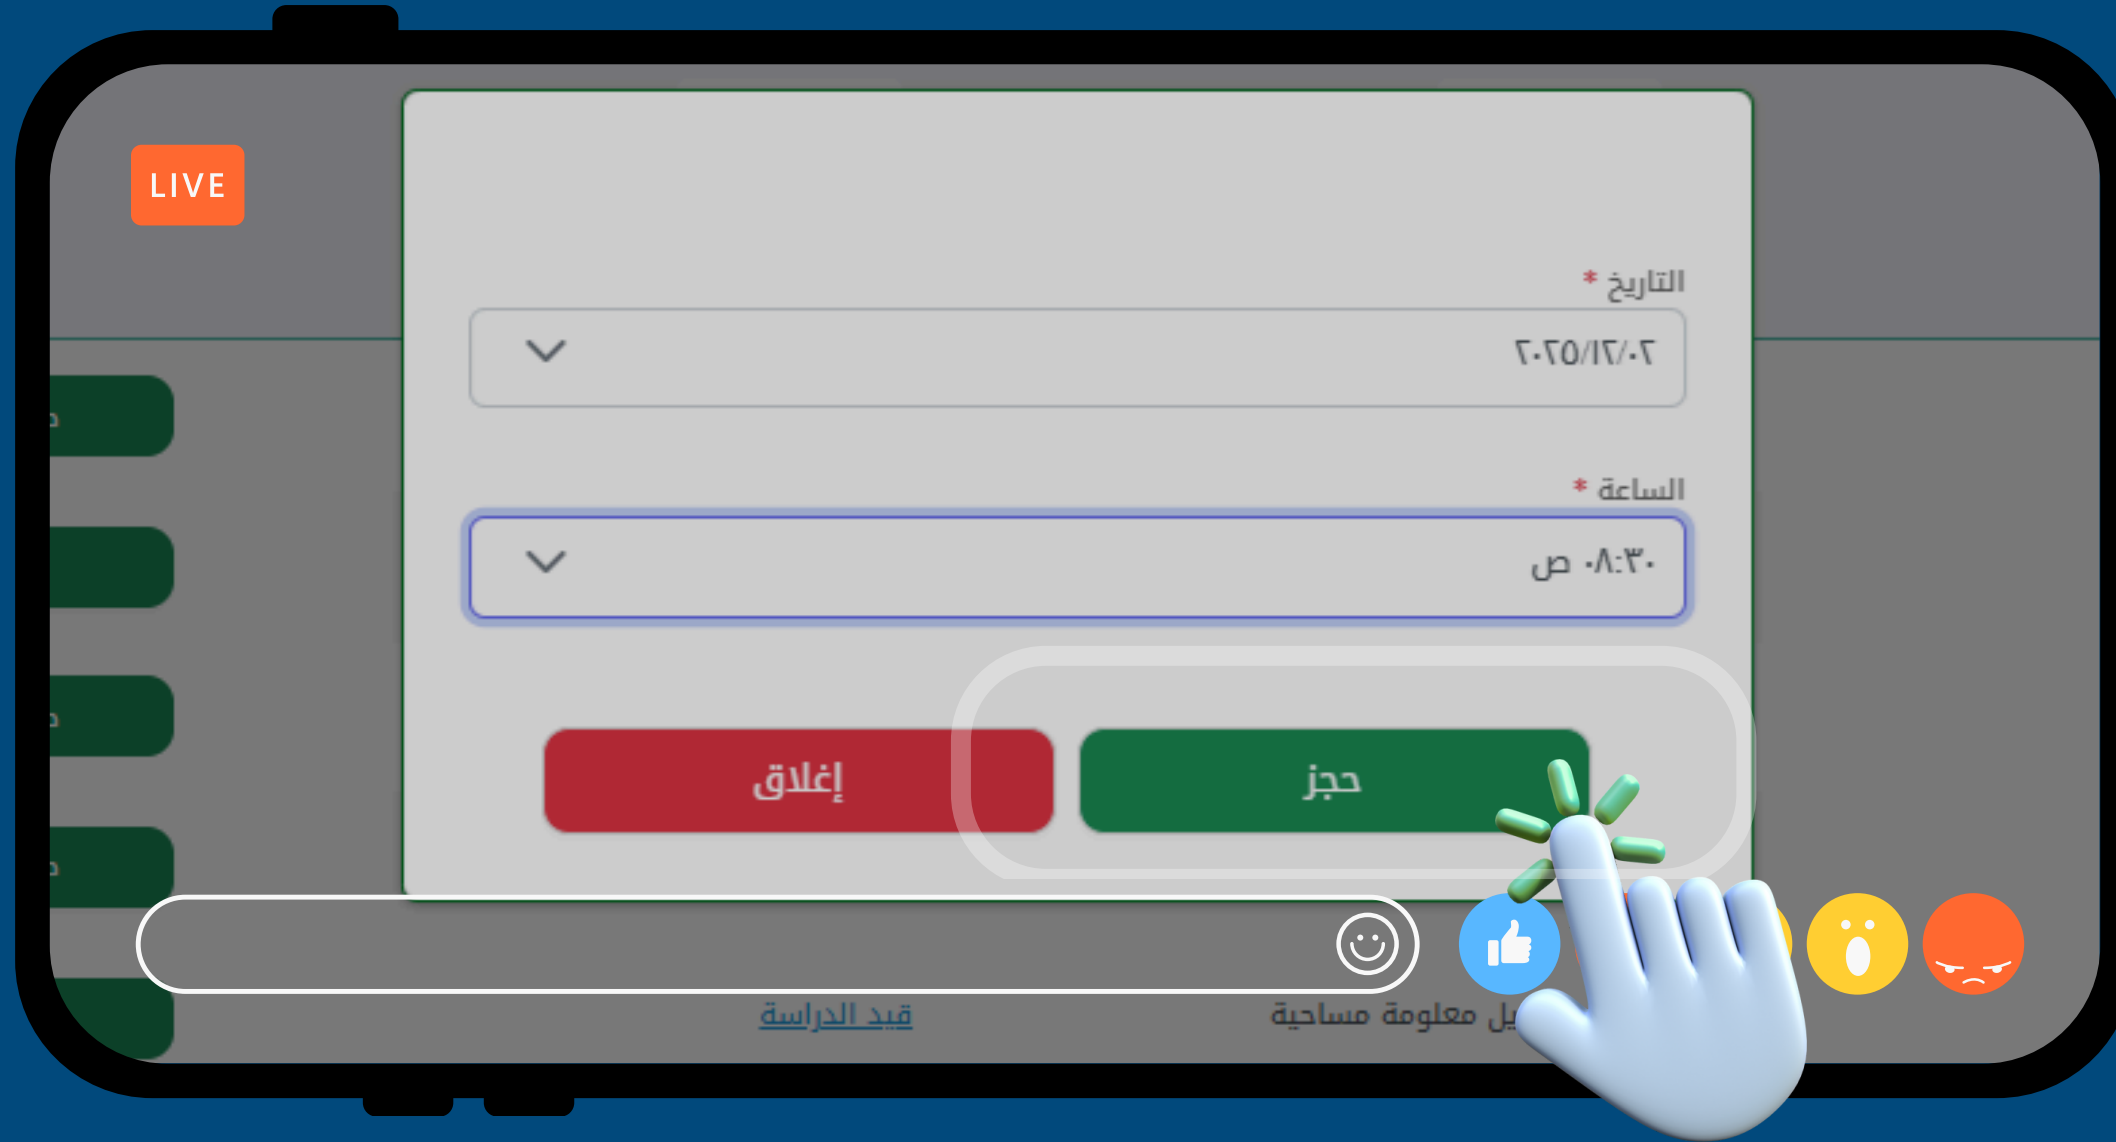 LIVE
التاريخ *
٢٠٢٥/١٢/٠٢
الساعة *
٠٨:٣٠ ص
حجز
إغلاق
معلومة مساحية
قيد الدراسة